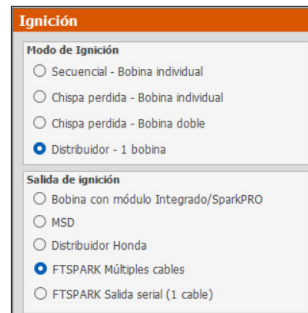 Ignición
Modo de Ignición
Secuencial - Bobina individual
Chispa perdida - Bobina individual
Chispa perdida - Bobina doble
Distribuidor - 1 bobina
Salida de ignición
Bobina con módulo Integrado/SparkPRO
MSD
Distribuidor Honda
FTSPARK Múltiples cables
FTSPARK Salida serial (1 cable)